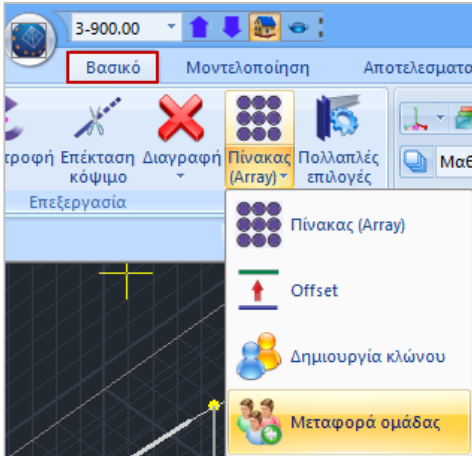 3-900.00
Βασικό Μοντελοποίηση Αποτελεσματα
τροφή Επέκταση Διαγραφή Πίνακας Πολλαπλές
κόψιμο (Array) επιλογές
Μαθ
Επεξεργασία
Πίνακας (Array)
Offset
Δημιουργία κλώνου
Μεταφορά ομάδας